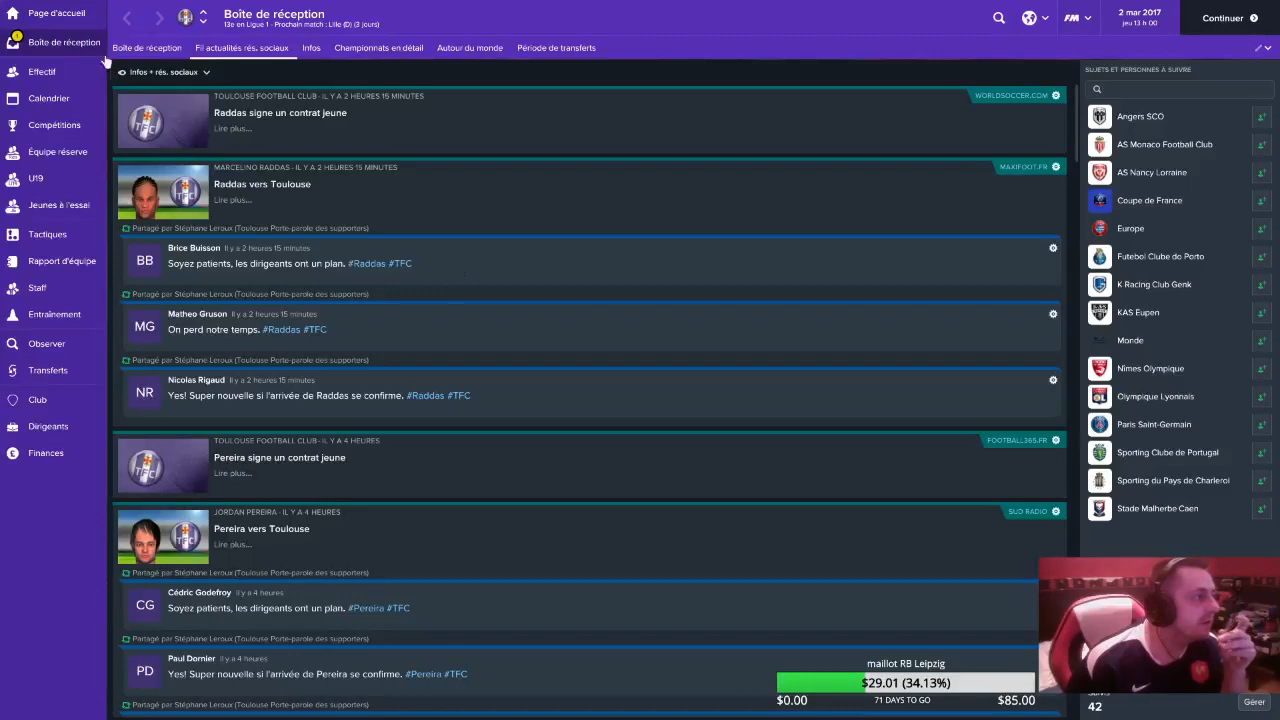 Page d'accueil
1
Boîte de réception
Effectif
Calendrier
Compétitions
Équipe réserve
U19
Jeunes à l'essai
Tactiques
Rapport d'équipe
Staff
Entraînement
Observer
Transferts
Club
Dirigeants
Finances
Boîte de réception
13e en Ligue 1 - Prochain match : Lille (D) (3 jours)
FM
2 mar 2017
jeu 13 h 00
Continuer
Boîte de réception
Fil actualités rés. sociaux
Infos
Championnats en détail
Autour du monde
Période de transferts
Infos + rés. sociaux
TOULOUSE FOOTBALL CLUB - IL Y A 2 HEURES 15 MINUTES
WORLDSOCCER.COM
Raddas signe un contrat jeune
Lire plus...
MARCELINO RADDAS - IL Y A 2 HEURES 15 MINUTES
MAXIFOOT.FR
Raddas vers Toulouse
Lire plus...
Partagé par Stéphane Leroux (Toulouse Porte-parole des supporters)
BB
Brice Buisson Il y a 2 heures 15 minutes
Soyez patients, les dirigeants ont un plan. #Raddas #TFC
Partagé par Stéphane Leroux (Toulouse Porte-parole des supporters)
MG
Matheo Gruson Il y a 2 heures 15 minutes
On perd notre temps. #Raddas #TFC
Partagé par Stéphane Leroux (Toulouse Porte-parole des supporters)
NR
Nicolas Rigaud Il y a 2 heures 15 minutes
Yes! Super nouvelle si l'arrivée de Raddas se confirme. #Raddas #TFC
TOULOUSE FOOTBALL CLUB - IL Y A 4 HEURES
FOOTBALL365.FR
Pereira signe un contrat jeune
Lire plus...
JORDAN PEREIRA - IL Y A 4 HEURES
SUD RADIO
Pereira vers Toulouse
Lire plus...
Partagé par Stéphane Leroux (Toulouse Porte-parole des supporters)
CG
Cédric Godefroy Il y a 4 heures
Soyez patients, les dirigeants ont un plan. #Pereira #TFC
Partagé par Stéphane Leroux (Toulouse Porte-parole des supporters)
PD
Paul Dornier Il y a 4 heures
Yes! Super nouvelle si l'arrivée de Pereira se confirme. #Pereira #TFC
Partagé par Stéphane Leroux (Toulouse Porte-parole des supporters)
SUJETS ET PERSONNES À SUIVRE
Angers SCO
AS Monaco Football Club
AS Nancy Lorraine
Coupe de France
Europe
Futebol Clube do Porto
K Racing Club Genk
KAS Eupen
Monde
Nîmes Olympique
Olympique Lyonnais
Paris Saint-Germain
Sporting Clube de Portugal
Sporting du Pays de Charleroi
Stade Malherbe Caen
maillot RB Leipzig
$29.01 (34.13%)
$0.00
71 DAYS TO GO
$85.00
42
Gérer